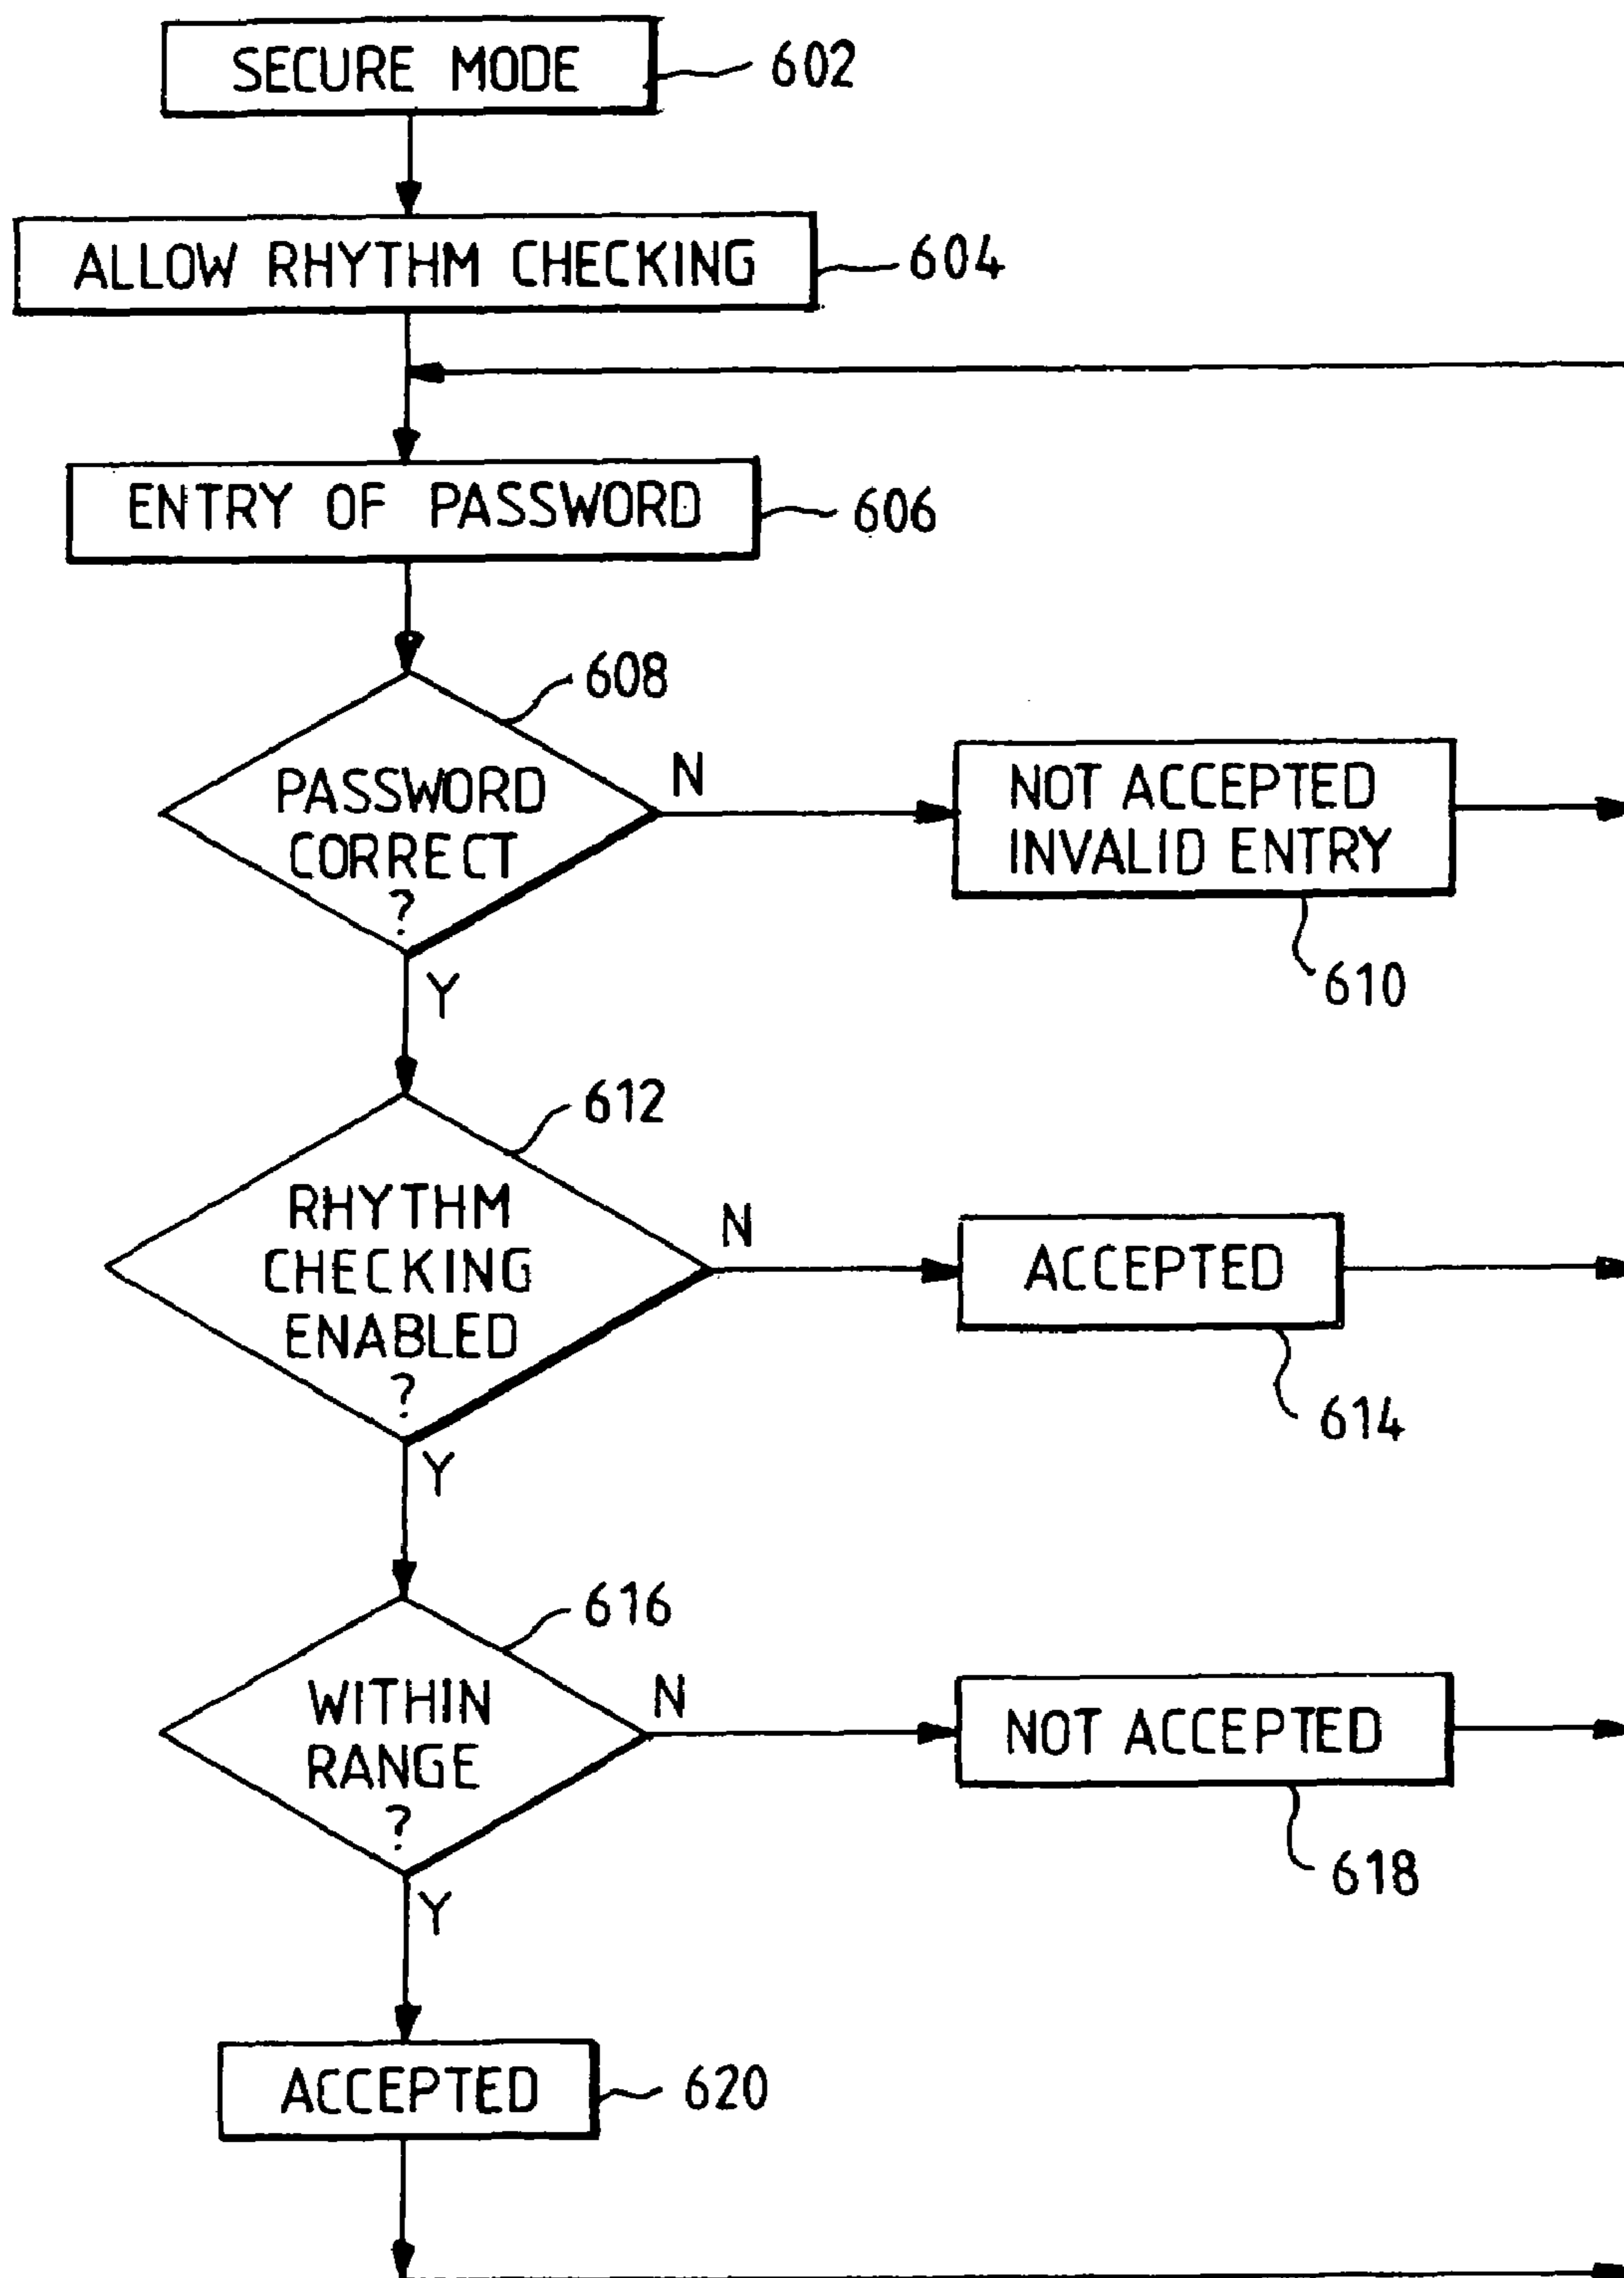 SECURE MODE
602
ALLOW RHYTHM CHECKING
604
ENTRY OF PASSWORD
606
608
PASSWORD
CORRECT
?
N
NOT ACCEPTED
INVALID ENTRY
610
Y
612
RHYTHM
CHECKING
ENABLED
?
N
ACCEPTED
614
Y
616
WITHIN
RANGE
?
N
NOT ACCEPTED
618
Y
ACCEPTED
620